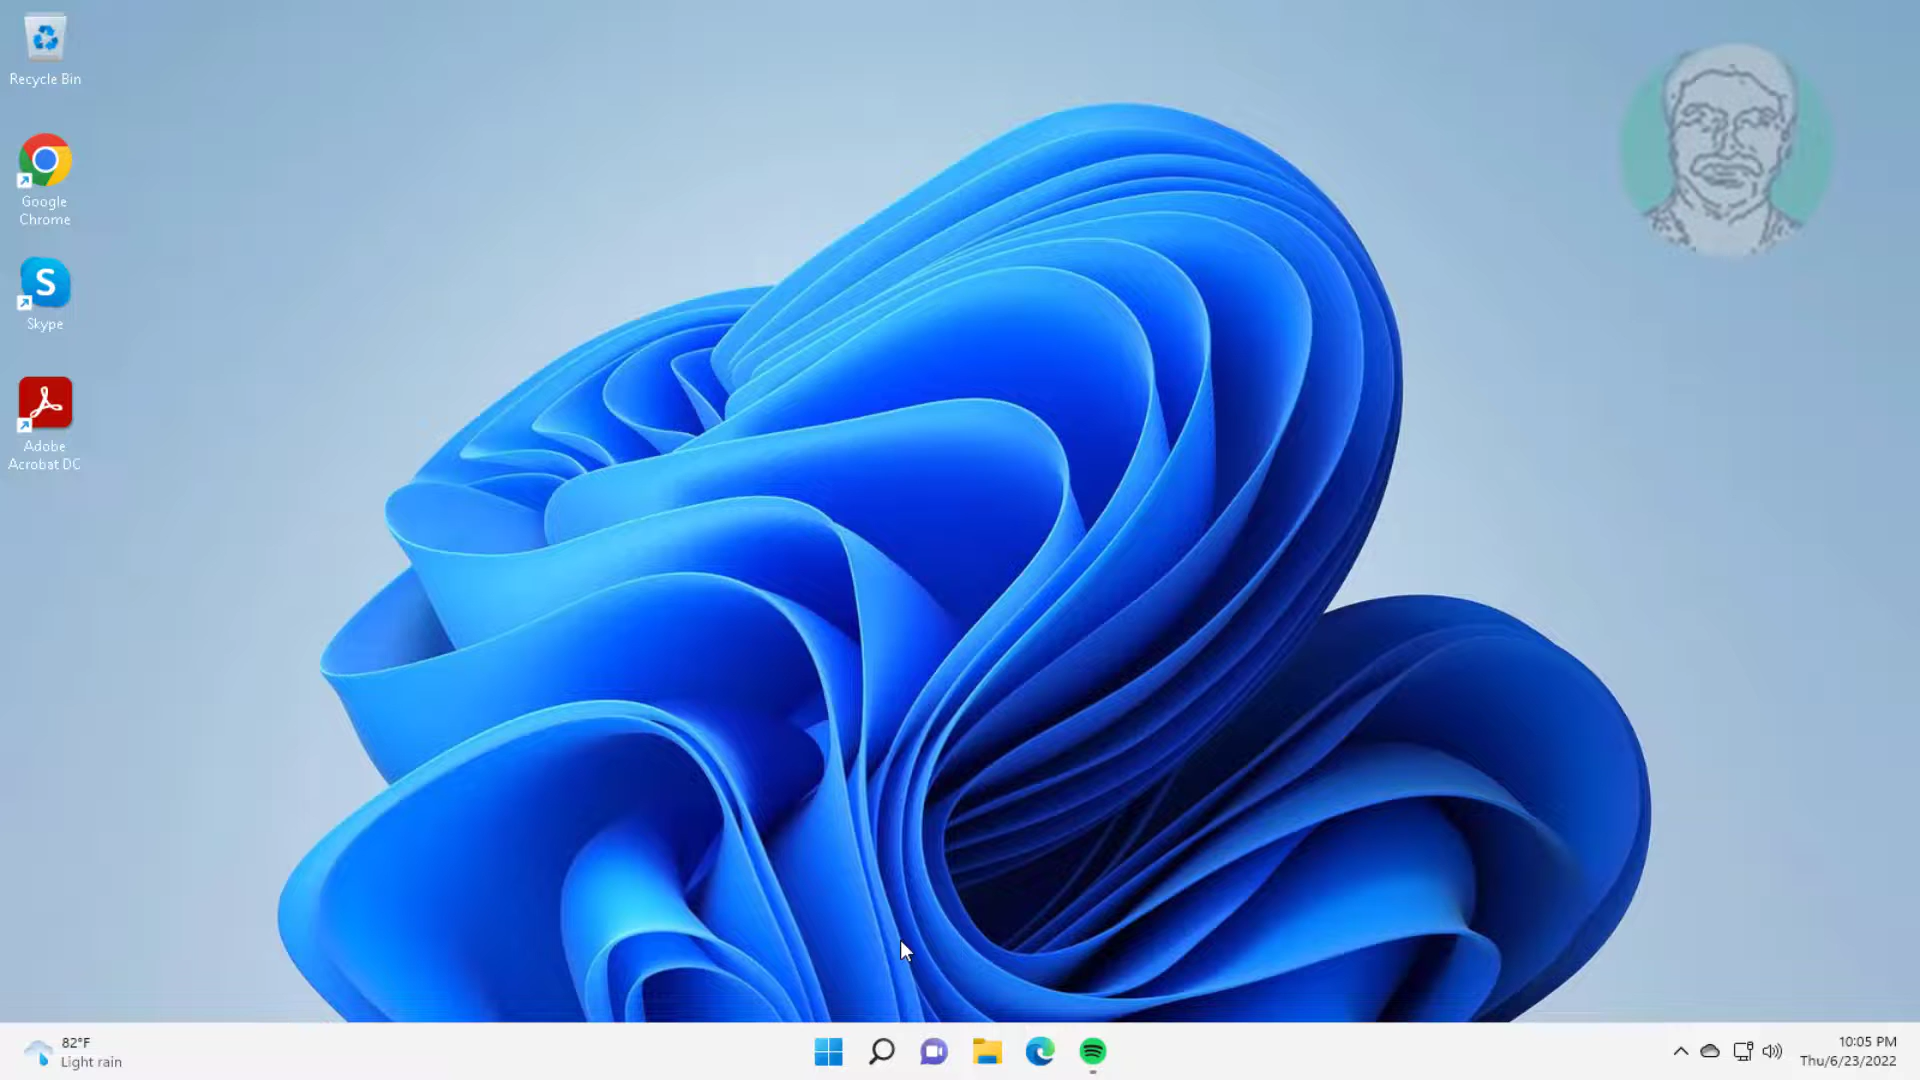 Recycle Bin
Google
Chrome
S
Skype
Adobe
Acrobat DC
82°F
Light rain
10:05 PM
Thu/6/23/2022